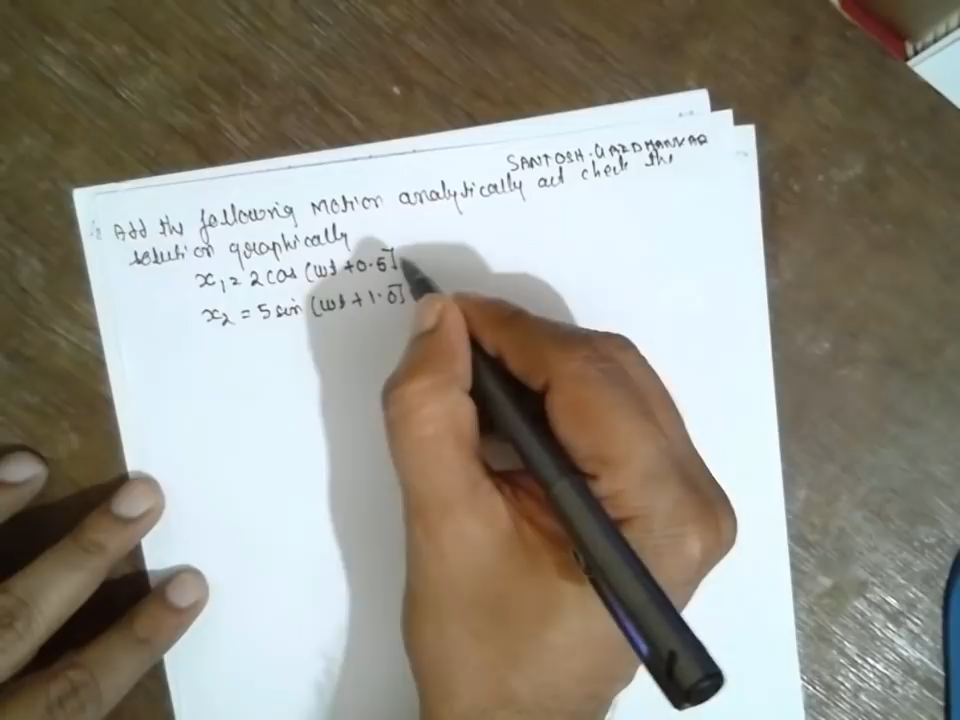 SANTOSH.
Add the following Motion analytically and check the
solution graphically
x₁ = 2 cos (ωt + 0.5]
x₂ = 5 sin (ωt + 1.0]